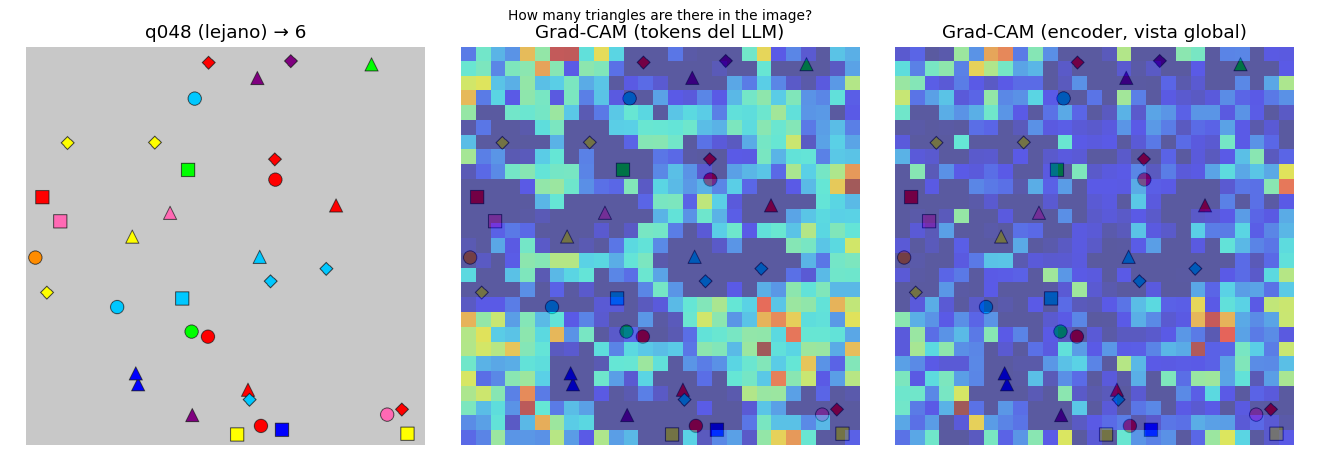 How many triangles are there in the image?
q048 (lejano) → 6
Grad-CAM (tokens del LLM)
Grad-CAM (encoder, vista global)